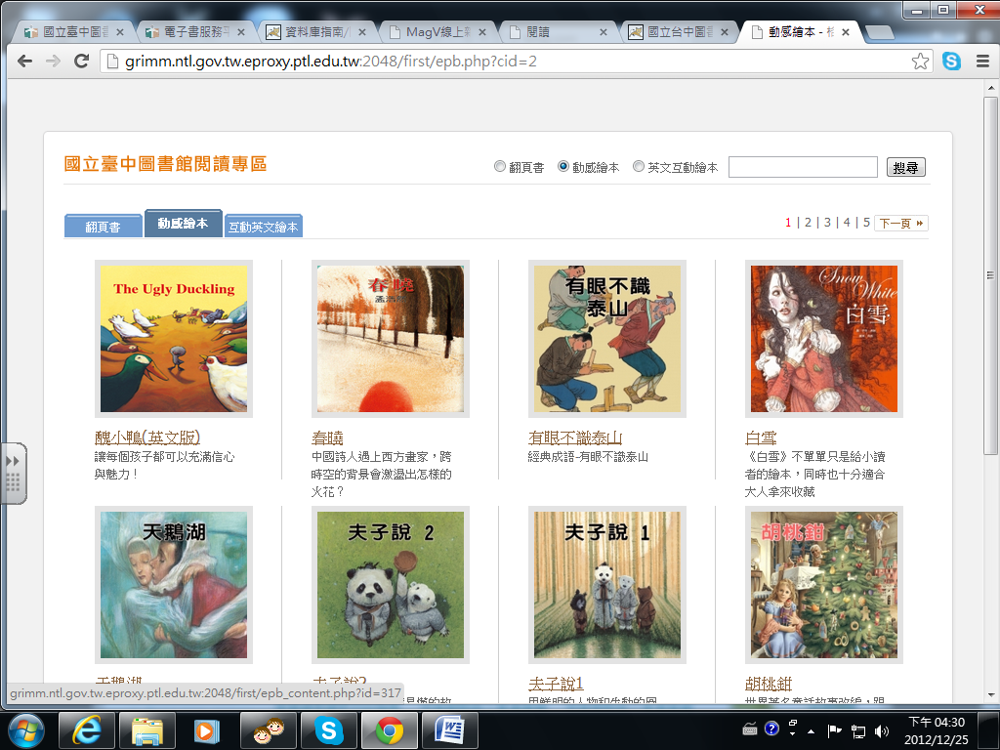 國立臺中圖書
電子書服務平
資料庫指南/
MagV線上雜
閱讀
國立台中圖書
動感繪本 - 格
grimm.ntl.gov.tw.eproxy.ptl.edu.tw:2048/first/epb.php?cid=2
國立臺中圖書館閱讀專區
翻頁書 動感繪本 英文互動繪本 搜尋
翻頁書 動感繪本 互動英文繪本
1 | 2 | 3 | 4 | 5 下一頁
The Ugly Duckling
醜小鴨(英文版)
讓每個孩子都可以充滿信心
與魅力！
春曉
春曉
中國詩人遇上西方畫家，跨
時空的背景會激盪出怎樣的
火花？
有眼不識
泰山
有眼不識泰山
經典成語-有眼不識泰山
Snow
White
白雪
白雪
《白雪》不單單只是給小讀
者的繪本，同時也十分適合
大人拿來收藏
天鵝湖
天鵝湖
夫子說 2
夫子說2
夫子說 1
夫子說1
用鮮明的人物和生動的圖
胡桃鉗
胡桃鉗
世界著名童話故事改編，跟
grimm.ntl.gov.tw.eproxy.ptl.edu.tw:2048/first/epb_content.php?id=317
下午 04:30
2012/12/25